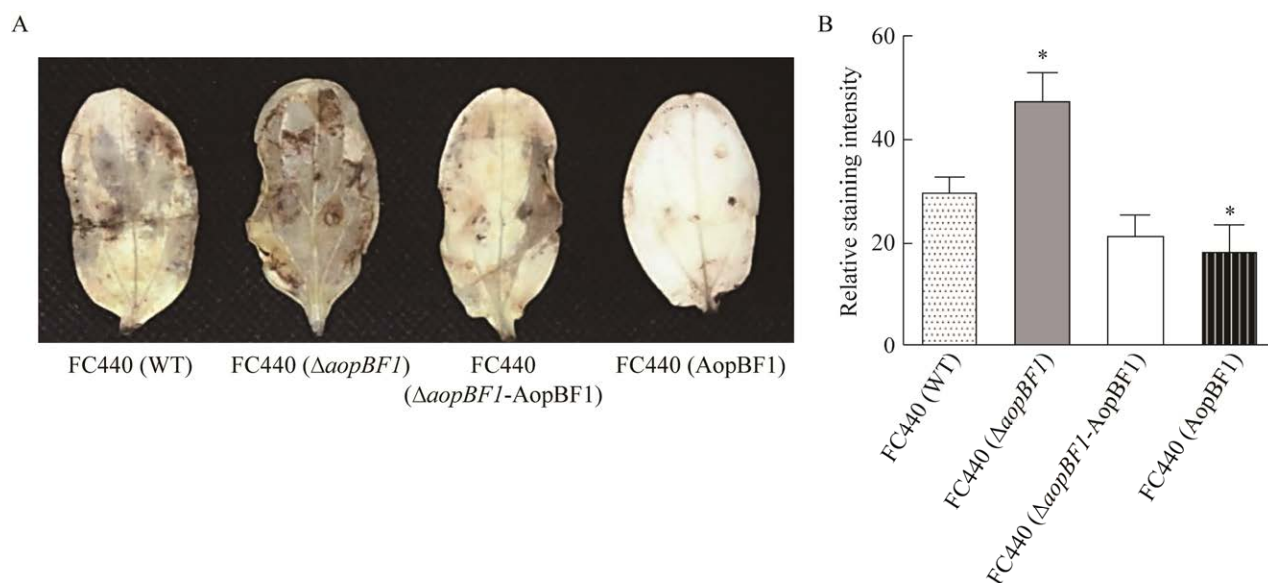 A
FC440 (WT)
FC440 (ΔaopBF1)
FC440
(ΔaopBF1-AopBF1)
FC440 (AopBF1)
B
Relative staining intensity
60
40
20
0
*
*
FC440 (WT)
FC440 (ΔaopBF1)
FC440 (ΔaopBF1-AopBF1)
FC440 (AopBF1)